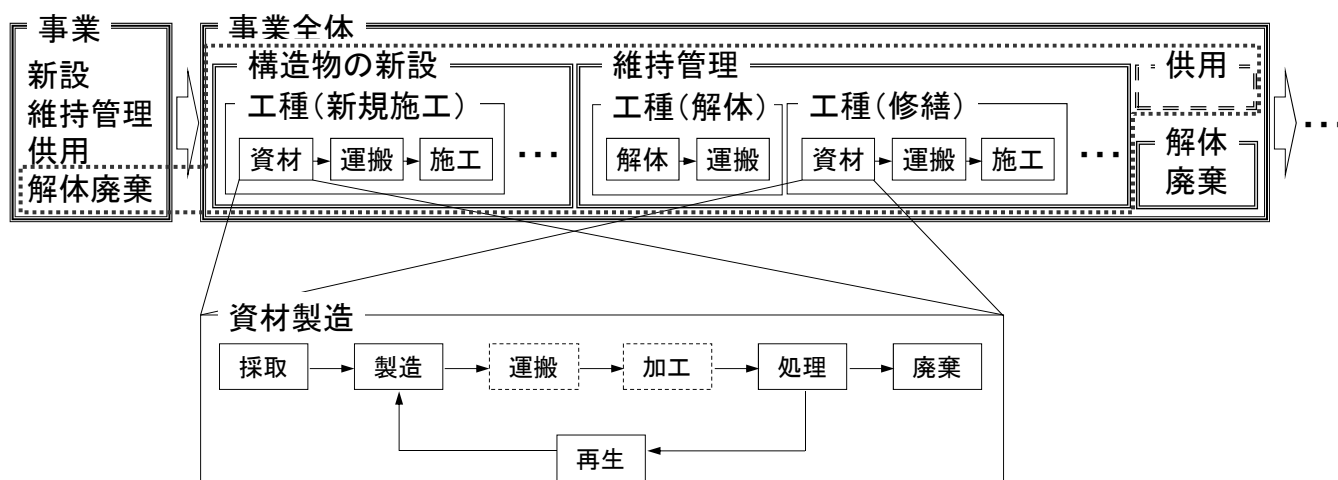 事業
新設
維持管理
供用
解体廃棄
事業全体
構造物の新設
工種(新規施工)
資材
運搬
施工
…
維持管理
工種(解体)
解体
運搬
工種(修繕)
資材
運搬
施工
…
供用
解体
廃棄
…
資材製造
採取
製造
運搬
加工
処理
廃棄
再生